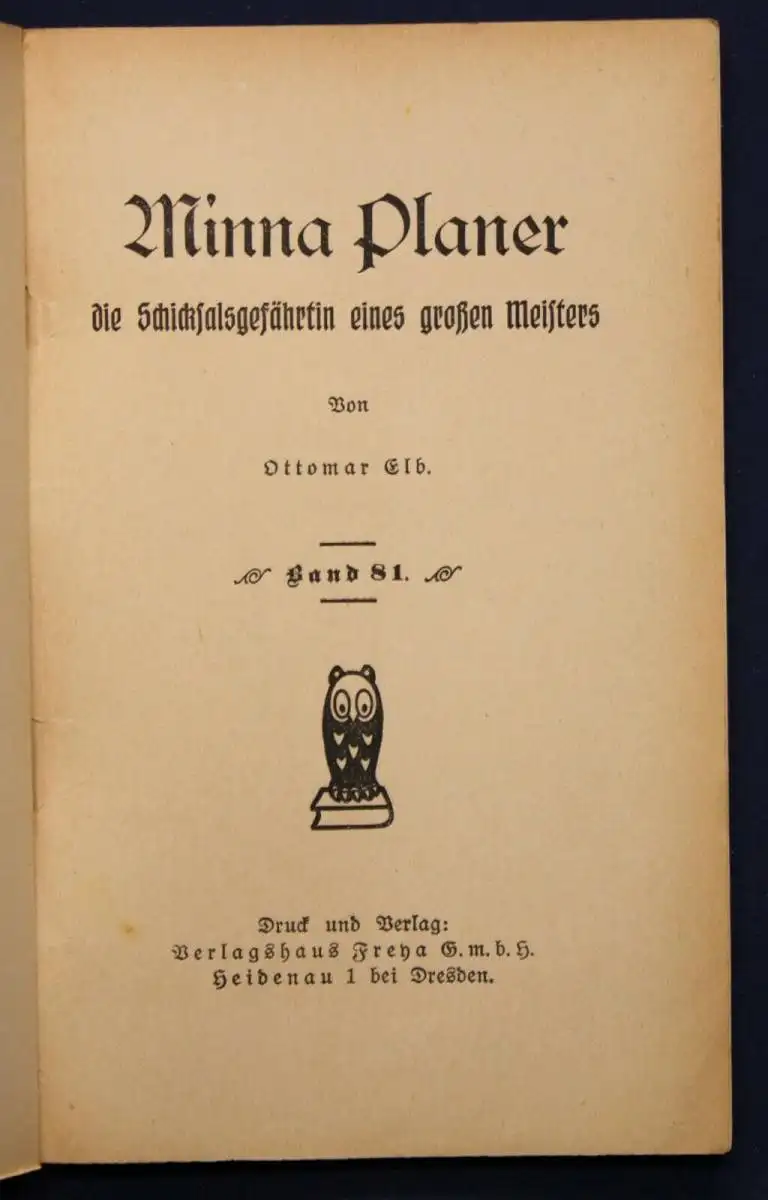 Minna Planer
die Schicksalsgefährtin eines großen Meisters
Von
Ottomar Elb.
Band 81.
Druck und Verlag:
Verlagshaus Freya G.m.b.H.
Heidenau 1 bei Dresden.